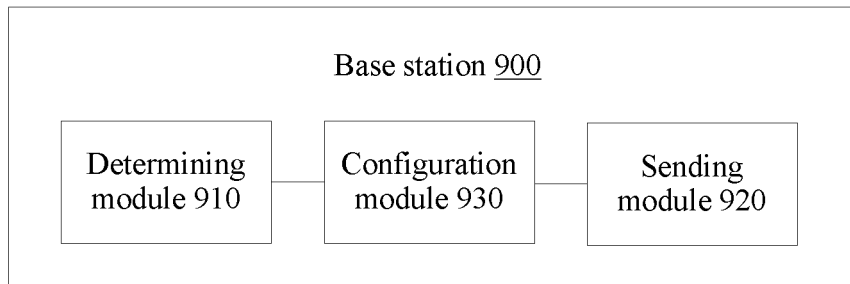 Base station 900
Determining
module 910
Configuration
module 930
Sending
module 920